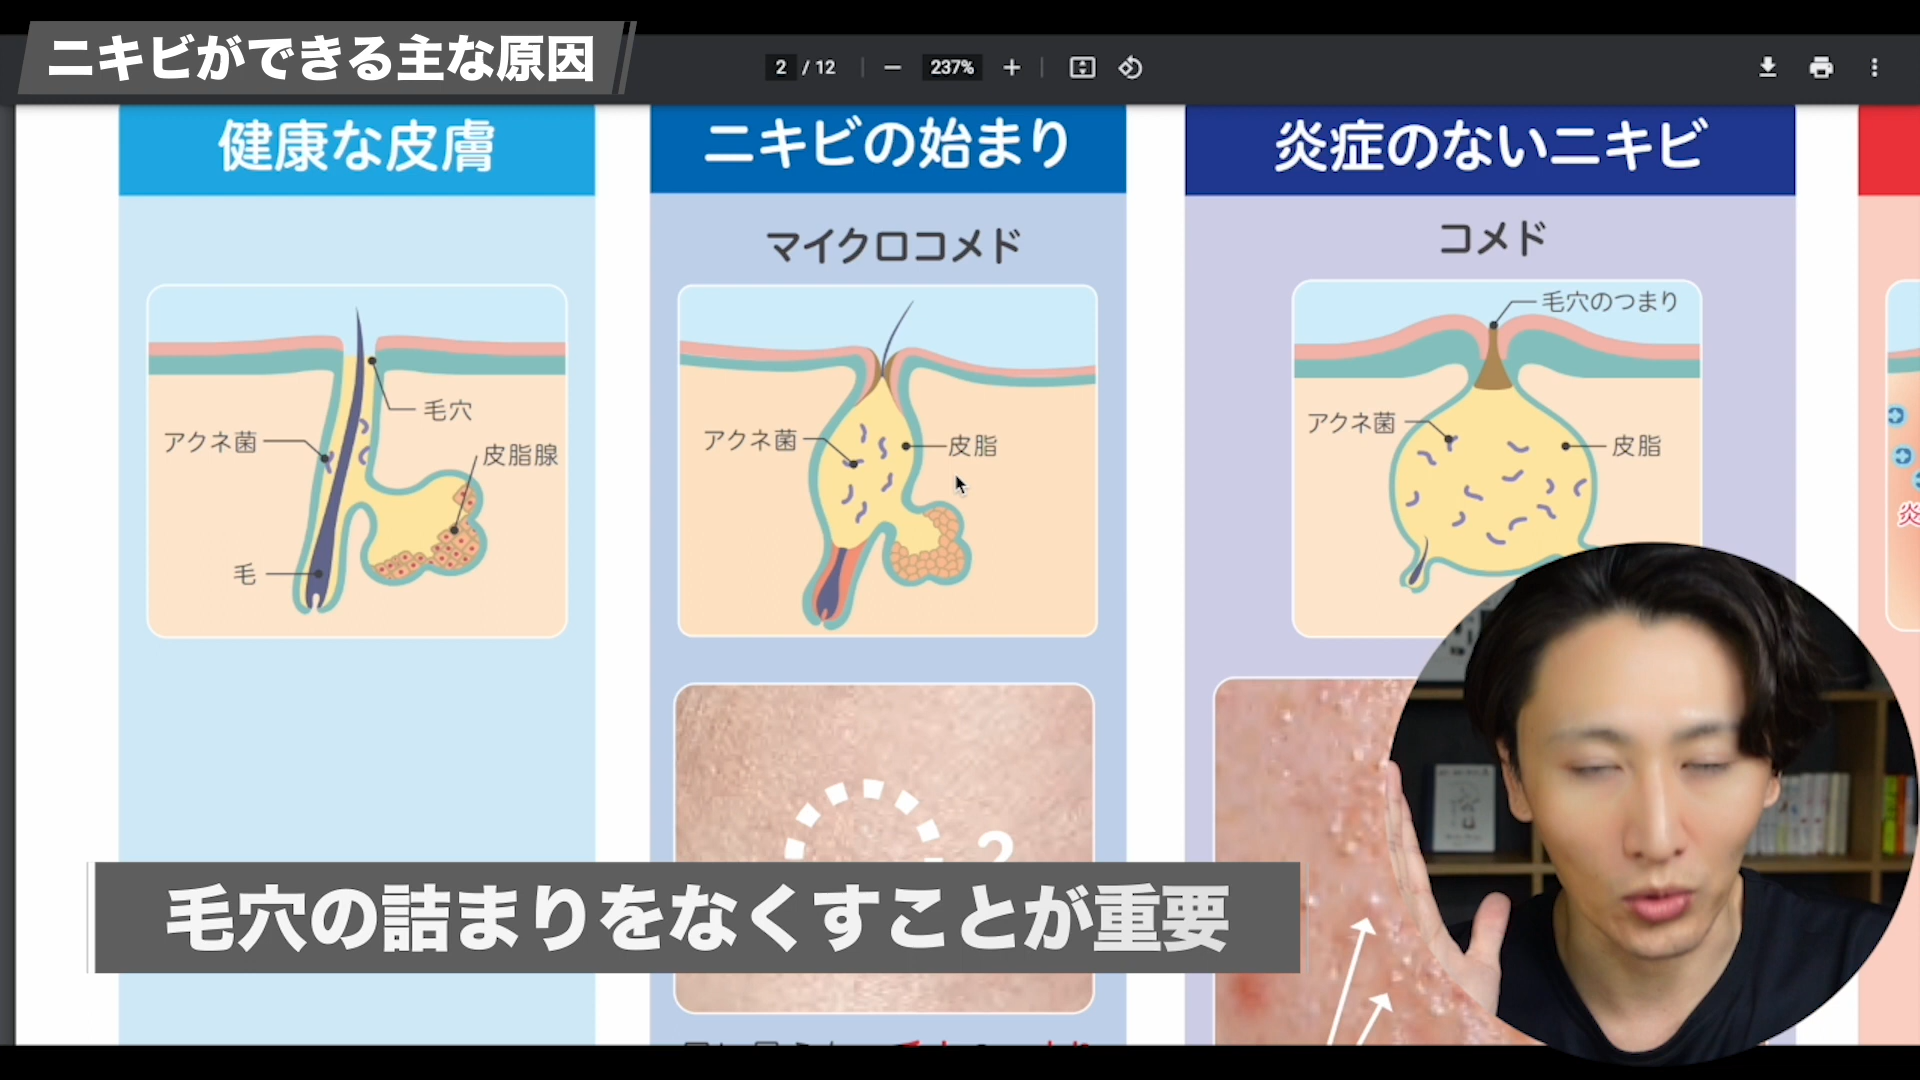 ニキビができる主な原因
2 / 12
237%
健康な皮膚
ニキビの始まり
炎症のないニキビ
マイクロコメド
コメド
毛穴
アクネ菌
皮脂腺
毛
アクネ菌
皮脂
毛穴のつまり
アクネ菌
皮脂
炎
?
毛穴の詰まりをなくすことが重要